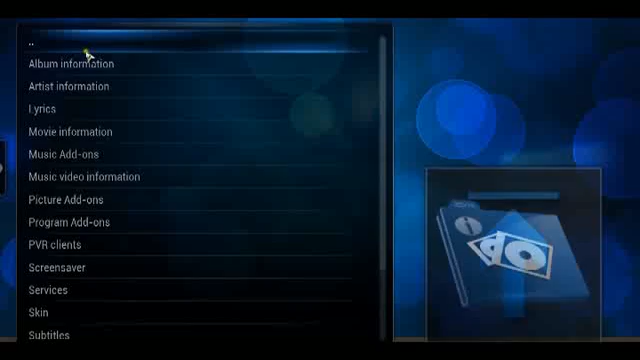 ..
Album information
Artist information
Lyrics
Movie information
Music Add-ons
Music video information
Picture Add-ons
Program Add-ons
PVR clients
Screensaver
Services
Skin
Subtitles